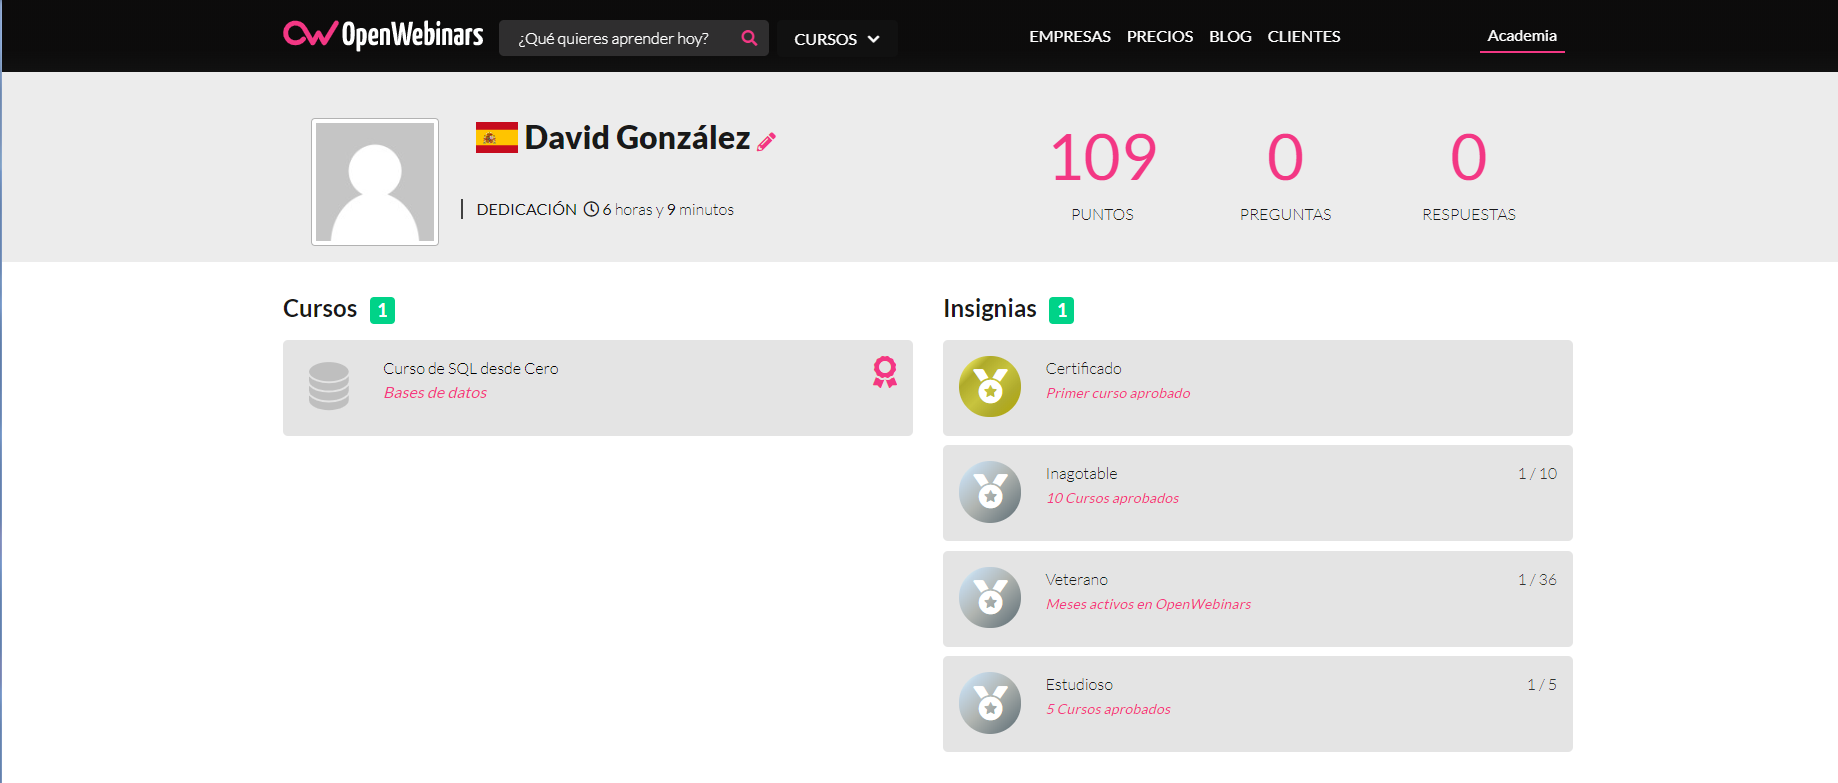 OpenWebinars
¿Qué quieres aprender hoy?
CURSOS
EMPRESAS PRECIOS BLOG CLIENTES
Academia
David González
DEDICACIÓN 6 horas y 9 minutos
109
PUNTOS
0
PREGUNTAS
0
RESPUESTAS
Cursos 1
Curso de SQL desde Cero
Bases de datos
Insignias 1
Certificado
Primer curso aprobado
Inagotable 1 / 10
10 Cursos aprobados
Veterano 1 / 36
Meses activos en OpenWebinars
Estudioso 1 / 5
5 Cursos aprobados